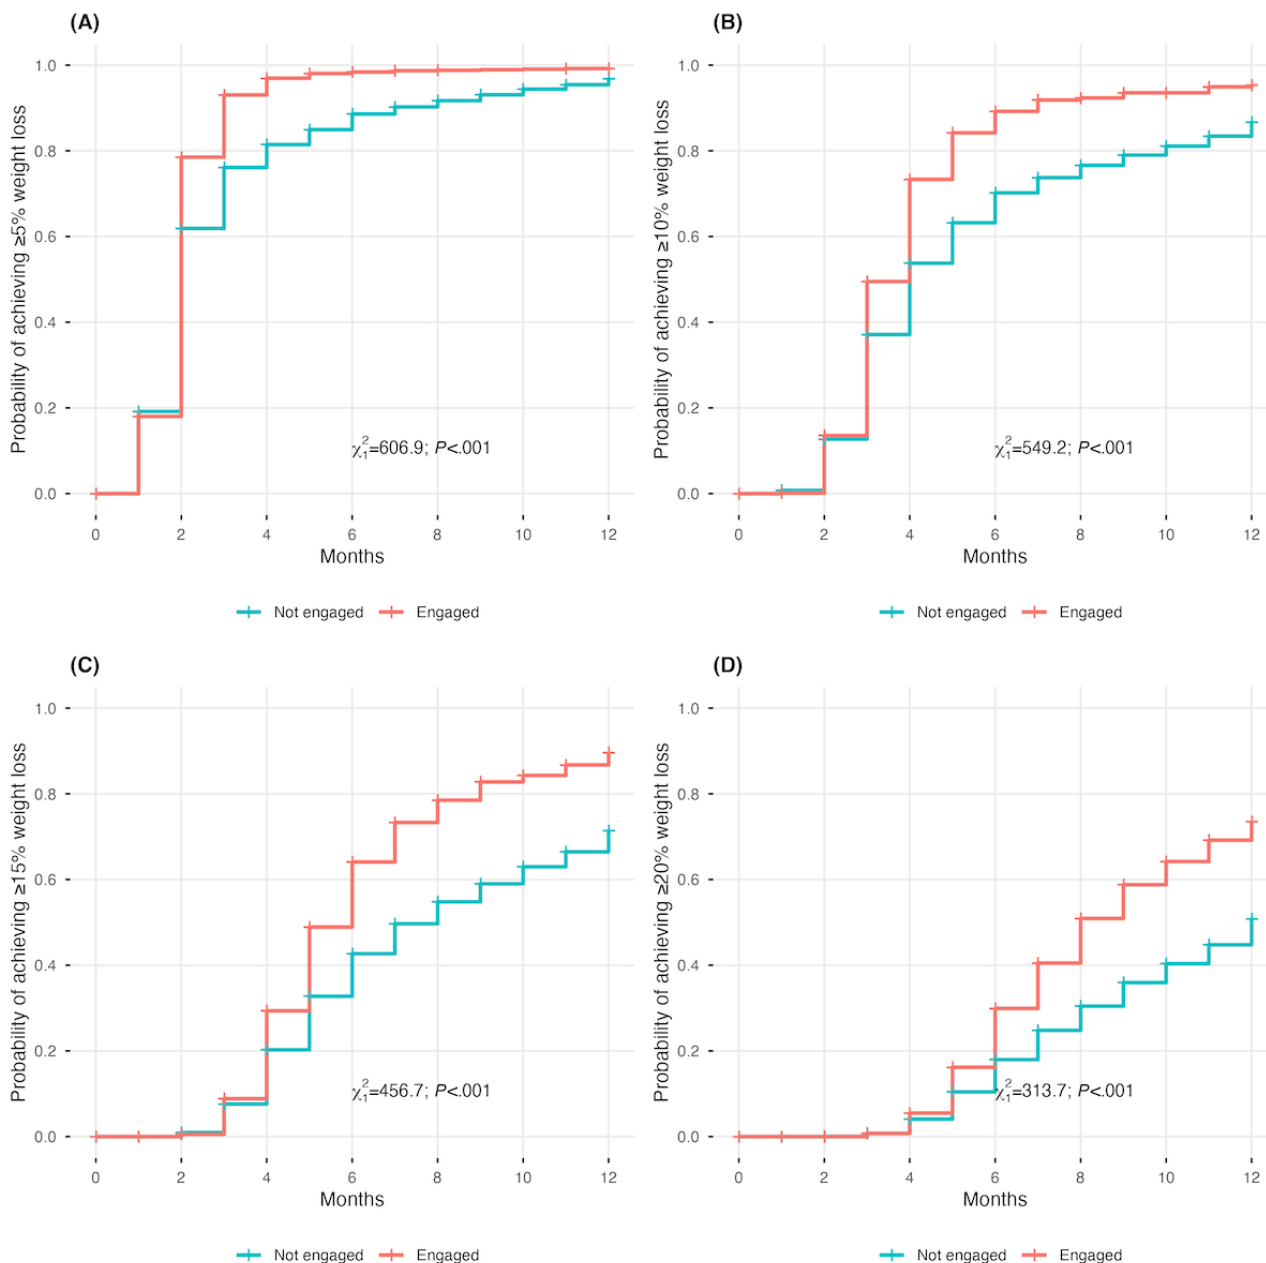 (A)
Probability of achieving ≥5% weight loss
1.0
0.8
0.6
0.4
0.2
0.0
χ²₁=606.9; P<.001
0 2 4 6 8 10 12
Months
Not engaged Engaged
(B)
Probability of achieving ≥10% weight loss
1.0
0.8
0.6
0.4
0.2
0.0
χ²₁=549.2; P<.001
0 2 4 6 8 10 12
Months
Not engaged Engaged
(C)
Probability of achieving ≥15% weight loss
1.0
0.8
0.6
0.4
0.2
0.0
χ²₁=456.7; P<.001
0 2 4 6 8 10 12
Months
Not engaged Engaged
(D)
Probability of achieving ≥20% weight loss
1.0
0.8
0.6
0.4
0.2
0.0
χ²₁=313.7; P<.001
0 2 4 6 8 10 12
Months
Not engaged Engaged